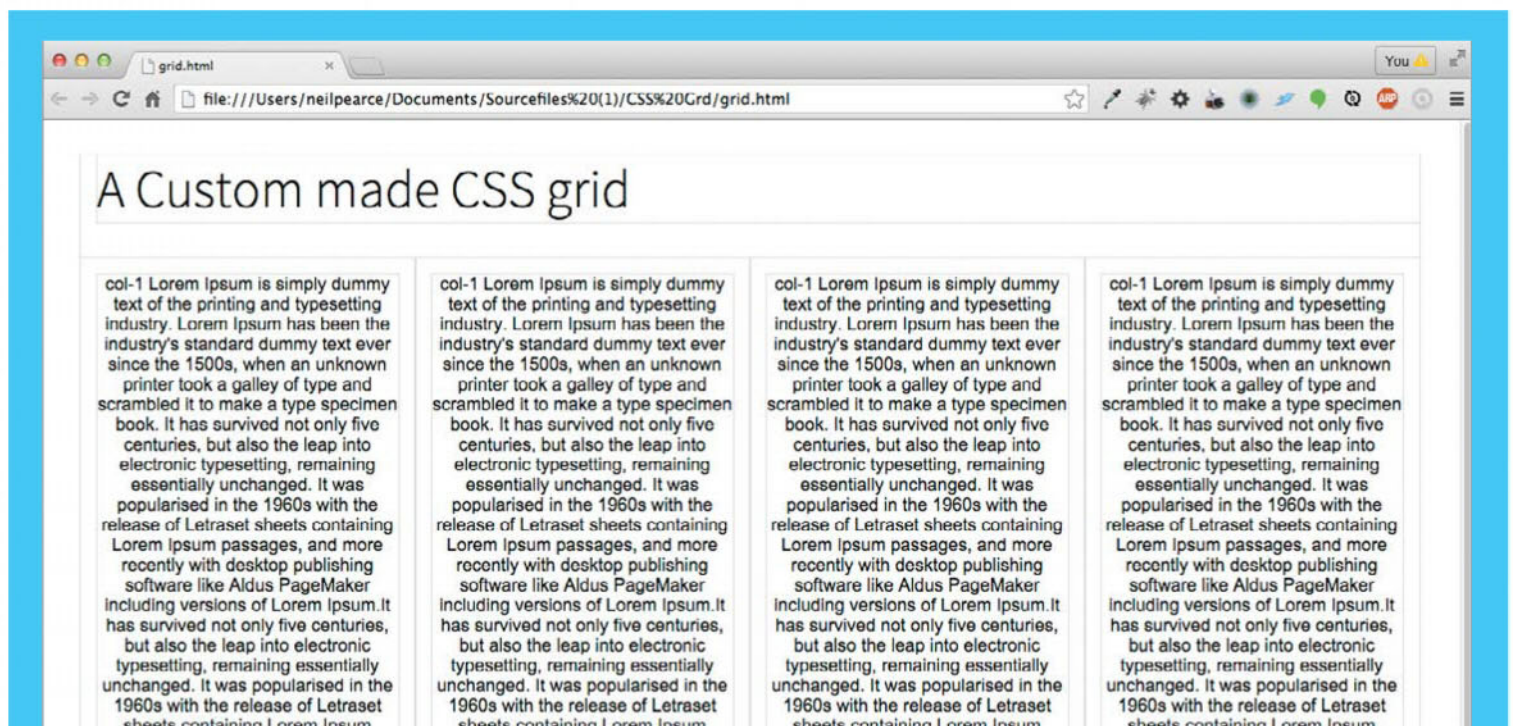 grid.html
You
file:///Users/neilpearce/Documents/Sourcefiles%20(1)/CSS%20Grd/grid.html
ABP
A Custom made CSS grid
col-1 Lorem Ipsum is simply dummy
text of the printing and typesetting
industry. Lorem Ipsum has been the
industry's standard dummy text ever
since the 1500s, when an unknown
printer took a galley of type and
scrambled it to make a type specimen
book. It has survived not only five
centuries, but also the leap into
electronic typesetting, remaining
essentially unchanged. It was
popularised in the 1960s with the
release of Letraset sheets containing
Lorem Ipsum passages, and more
recently with desktop publishing
software like Aldus PageMaker
including versions of Lorem Ipsum.It
has survived not only five centuries,
but also the leap into electronic
typesetting, remaining essentially
unchanged. It was popularised in the
1960s with the release of Letraset
sheets containing Lorem Ipsum
col-1 Lorem Ipsum is simply dummy
text of the printing and typesetting
industry. Lorem Ipsum has been the
industry's standard dummy text ever
since the 1500s, when an unknown
printer took a galley of type and
scrambled it to make a type specimen
book. It has survived not only five
centuries, but also the leap into
electronic typesetting, remaining
essentially unchanged. It was
popularised in the 1960s with the
release of Letraset sheets containing
Lorem Ipsum passages, and more
recently with desktop publishing
software like Aldus PageMaker
including versions of Lorem Ipsum.It
has survived not only five centuries,
but also the leap into electronic
typesetting, remaining essentially
unchanged. It was popularised in the
1960s with the release of Letraset
sheets containing Lorem Ipsum
col-1 Lorem Ipsum is simply dummy
text of the printing and typesetting
industry. Lorem Ipsum has been the
industry's standard dummy text ever
since the 1500s, when an unknown
printer took a galley of type and
scrambled it to make a type specimen
book. It has survived not only five
centuries, but also the leap into
electronic typesetting, remaining
essentially unchanged. It was
popularised in the 1960s with the
release of Letraset sheets containing
Lorem Ipsum passages, and more
recently with desktop publishing
software like Aldus PageMaker
including versions of Lorem Ipsum.It
has survived not only five centuries,
but also the leap into electronic
typesetting, remaining essentially
unchanged. It was popularised in the
1960s with the release of Letraset
sheets containing Lorem Ipsum
col-1 Lorem Ipsum is simply dummy
text of the printing and typesetting
industry. Lorem Ipsum has been the
industry's standard dummy text ever
since the 1500s, when an unknown
printer took a galley of type and
scrambled it to make a type specimen
book. It has survived not only five
centuries, but also the leap into
electronic typesetting, remaining
essentially unchanged. It was
popularised in the 1960s with the
release of Letraset sheets containing
Lorem Ipsum passages, and more
recently with desktop publishing
software like Aldus PageMaker
including versions of Lorem Ipsum.It
has survived not only five centuries,
but also the leap into electronic
typesetting, remaining essentially
unchanged. It was popularised in the
1960s with the release of Letraset
sheets containing Lorem Ipsum